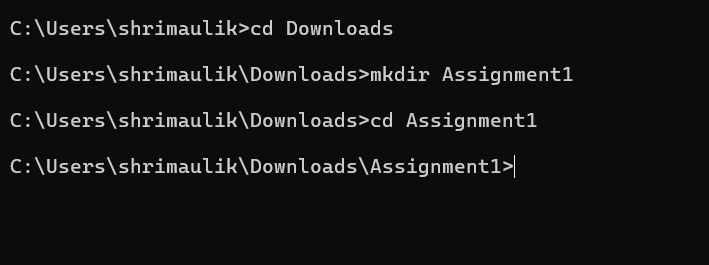 C:\Users\shrimaulik>cd Downloads
C:\Users\shrimaulik\Downloads>mkdir Assignment1
C:\Users\shrimaulik\Downloads>cd Assignment1
C:\Users\shrimaulik\Downloads\Assignment1>